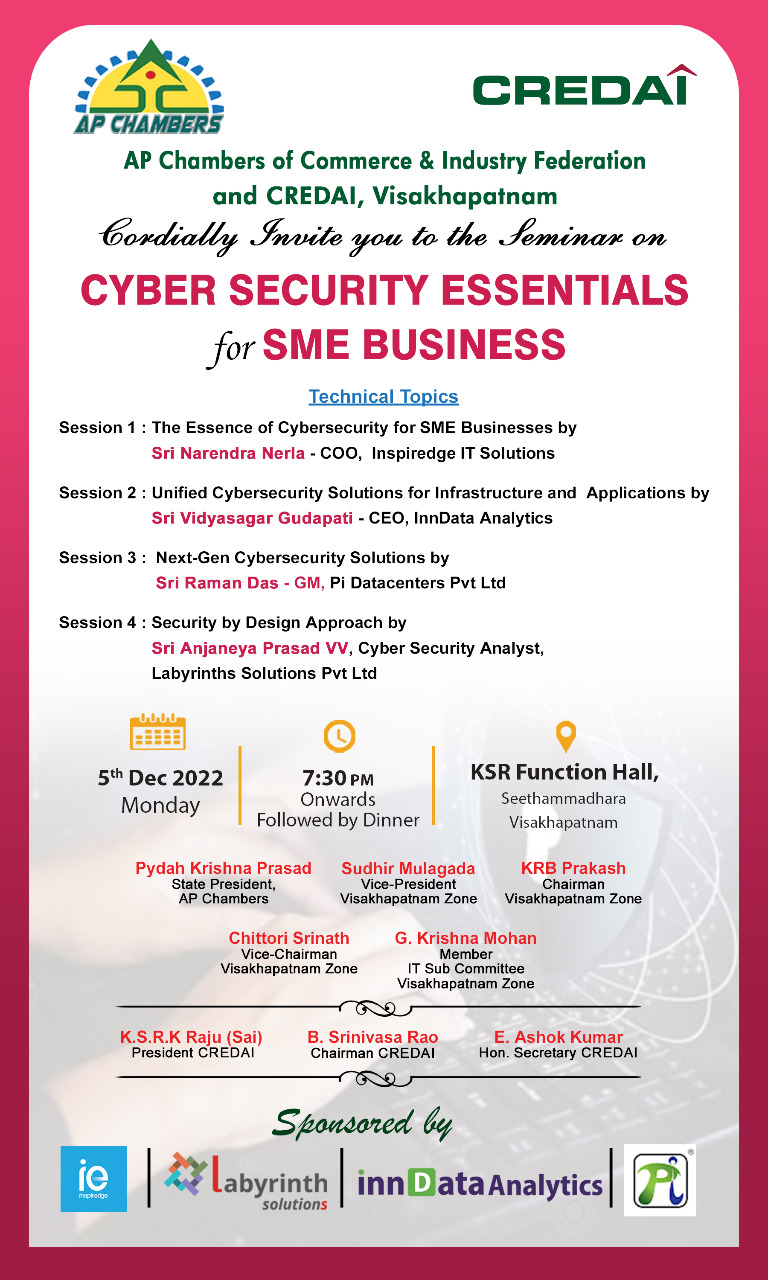 AP CHAMBERS
CREDAI
AP Chambers of Commerce & Industry Federation
and CREDAI, Visakhapatnam
Cordially Invite you to the Seminar on
CYBER SECURITY ESSENTIALS
for SME BUSINESS
Technical Topics
Session 1 : The Essence of Cybersecurity for SME Businesses by
Sri Narendra Nerla - COO, Inspiredge IT Solutions
Session 2 : Unified Cybersecurity Solutions for Infrastructure and Applications by
Sri Vidyasagar Gudapati - CEO, InnData Analytics
Session 3 : Next-Gen Cybersecurity Solutions by
Sri Raman Das - GM, Pi Datacenters Pvt Ltd
Session 4 : Security by Design Approach by
Sri Anjaneya Prasad VV, Cyber Security Analyst,
Labyrinths Solutions Pvt Ltd
5th Dec 2022
Monday
7:30 PM
Onwards
Followed by Dinner
KSR Function Hall,
Seethammadhara
Visakhapatnam
Pydah Krishna Prasad
State President,
AP Chambers
Sudhir Mulagada
Vice-President
Visakhapatnam Zone
KRB Prakash
Chairman
Visakhapatnam Zone
Chittori Srinath
Vice-Chairman
Visakhapatnam Zone
G. Krishna Mohan
Member
IT Sub Committee
Visakhapatnam Zone
K.S.R.K Raju (Sai)
President CREDAI
B. Srinivasa Rao
Chairman CREDAI
E. Ashok Kumar
Hon. Secretary CREDAI
Sponsored by
ie
inspiredge
Labyrinth
solutions
innData Analytics
Pi ®